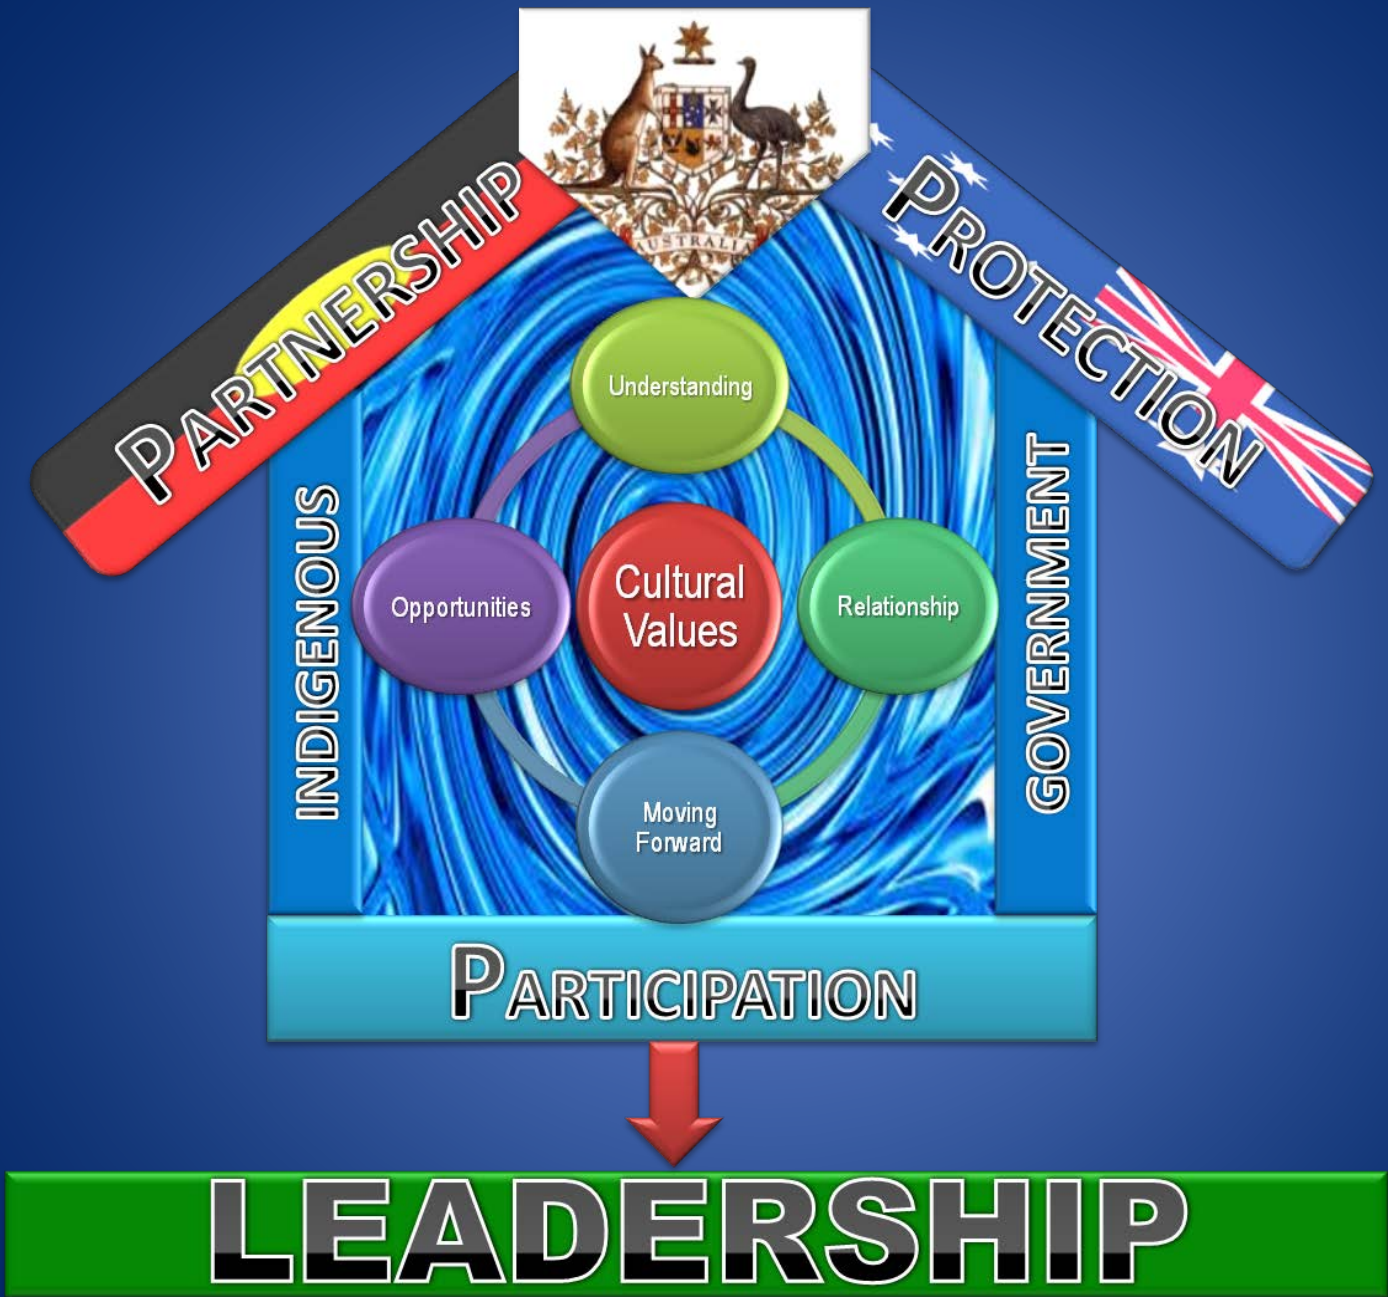 AUSTRALIA
PARTNERSHIP
PROTECTION
Understanding
INDIGENOUS
Opportunities
Cultural
Values
Relationship
GOVERNMENT
Moving
Forward
PARTICIPATION
LEADERSHIP